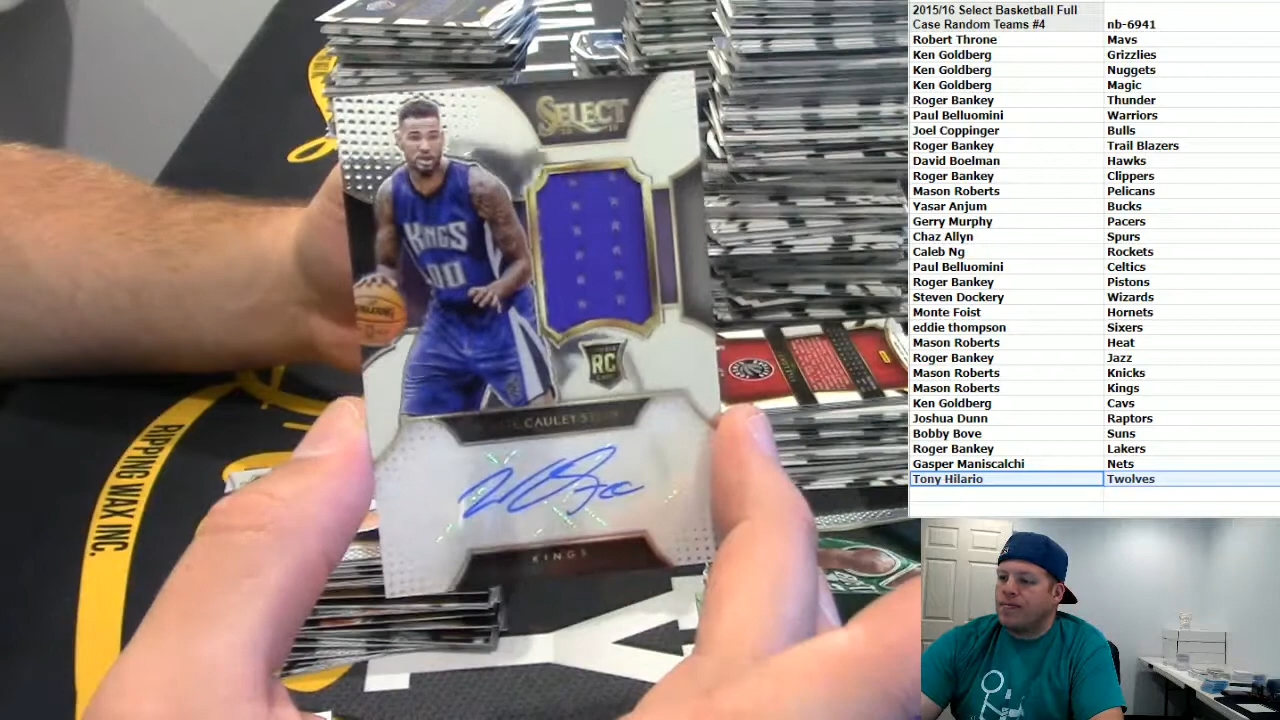 2015/16 Select Basketball Full
Case Random Teams #4 nb-6941
Robert Throne Mavs
Ken Goldberg Grizzlies
Ken Goldberg Nuggets
Ken Goldberg Magic
Roger Bankey Thunder
Paul Belluomini Warriors
Joel Coppinger Bulls
Roger Bankey Trail Blazers
David Boelman Hawks
Roger Bankey Clippers
Mason Roberts Pelicans
Yasar Anjum Bucks
Gerry Murphy Pacers
Chaz Allyn Spurs
Caleb Ng Rockets
Paul Belluomini Celtics
Roger Bankey Pistons
Steven Dockery Wizards
Monte Foist Hornets
eddie thompson Sixers
Mason Roberts Heat
Roger Bankey Jazz
Mason Roberts Knicks
Mason Roberts Kings
Ken Goldberg Cavs
Joshua Dunn Raptors
Bobby Bove Suns
Roger Bankey Lakers
Gasper Maniscalchi Nets
Tony Hilario Twolves
SELECT
KINGS
00
RC
CAULEY-STEIN
KINGS
RIPPING WAX INC.